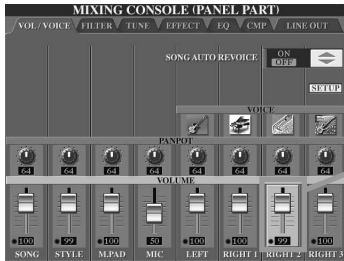 MIXING CONSOLE (PANEL PART)
VOL/VOICE FILTER TUNE EFFECT EQ CMP LINE OUT
SONG AUTO REVOICE ON
OFF
SETUP
VOICE
PANPOT
64 64 64 64 64 64 64 64
VOLUME
100 99 100 50 100 100 99 100
SONG STYLE M.PAD MIC LEFT RIGHT 1 RIGHT 2 RIGHT 3